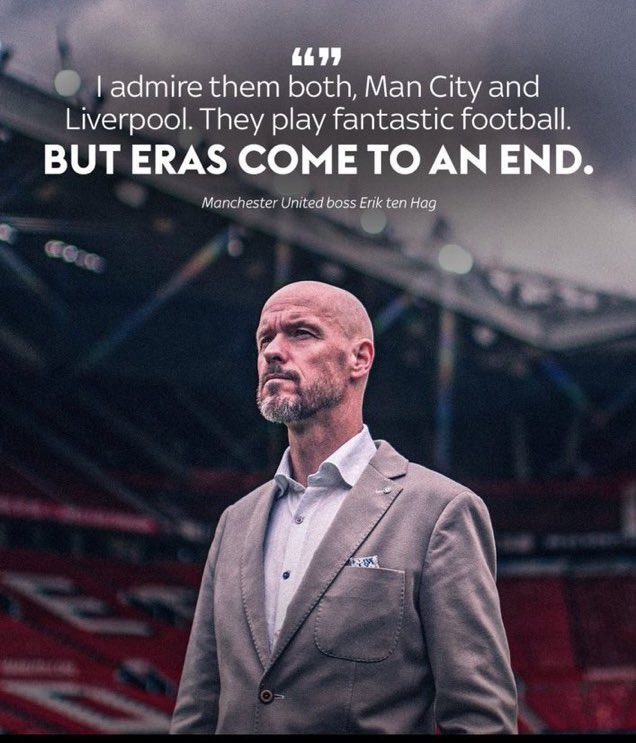 “”
I admire them both, Man City and
Liverpool. They play fantastic football.
BUT ERAS COME TO AN END.
Manchester United boss Erik ten Hag